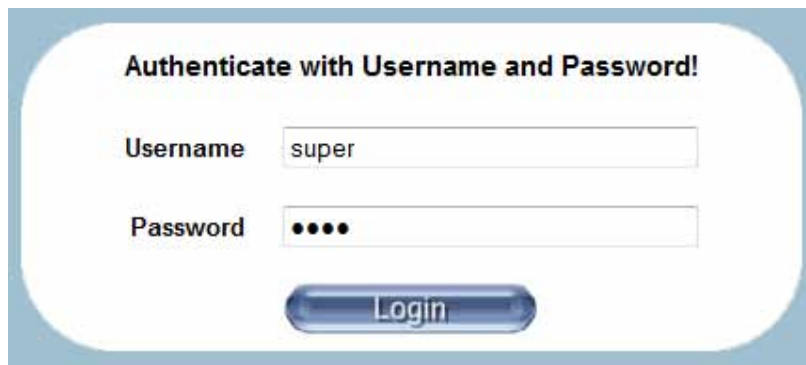 Authenticate with Username and Password!
Username super
Password ••••
Login